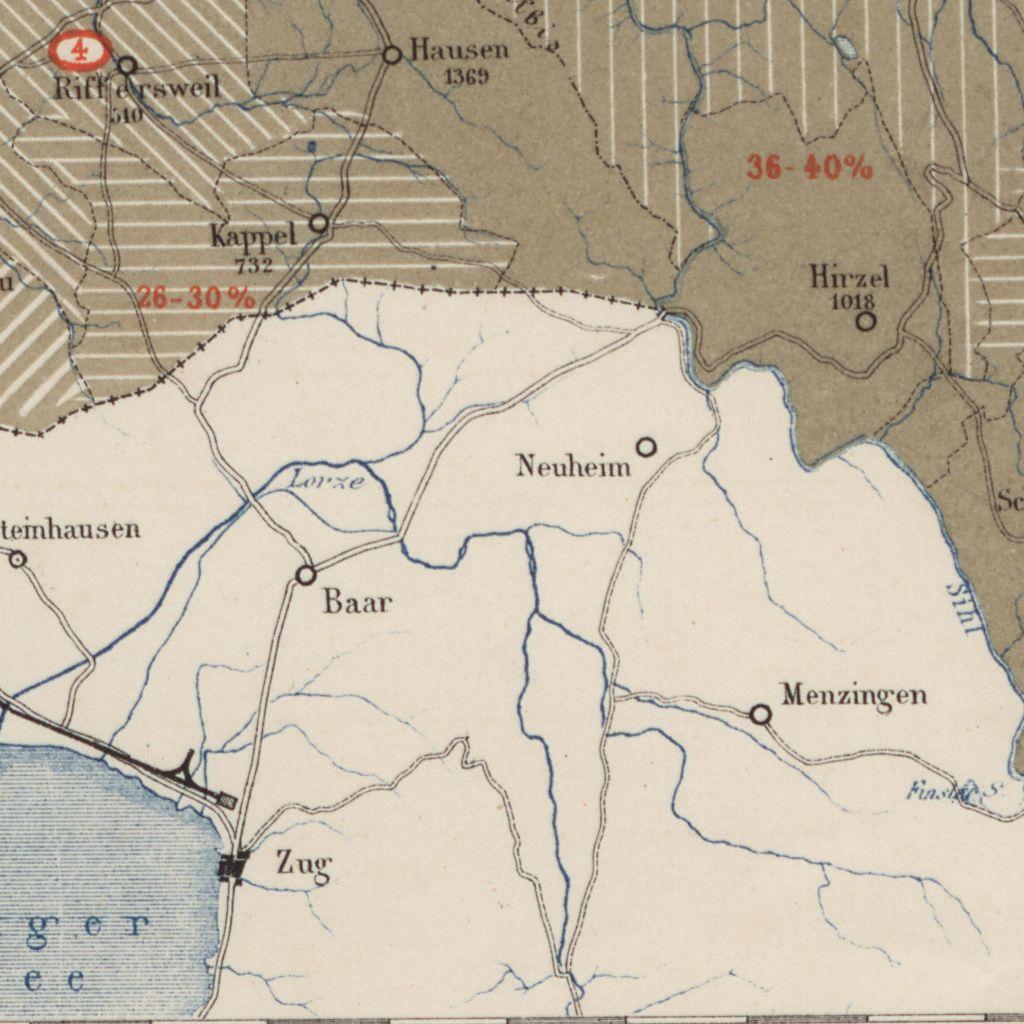 4
Hausen
1369
Riffersweil
510
36-40%
Kappel
732
26-30%
Hirzel
1018
Neuheim
Lorze
teinhausen
Baar
Sihl
Menzingen
Zug
ger
ee